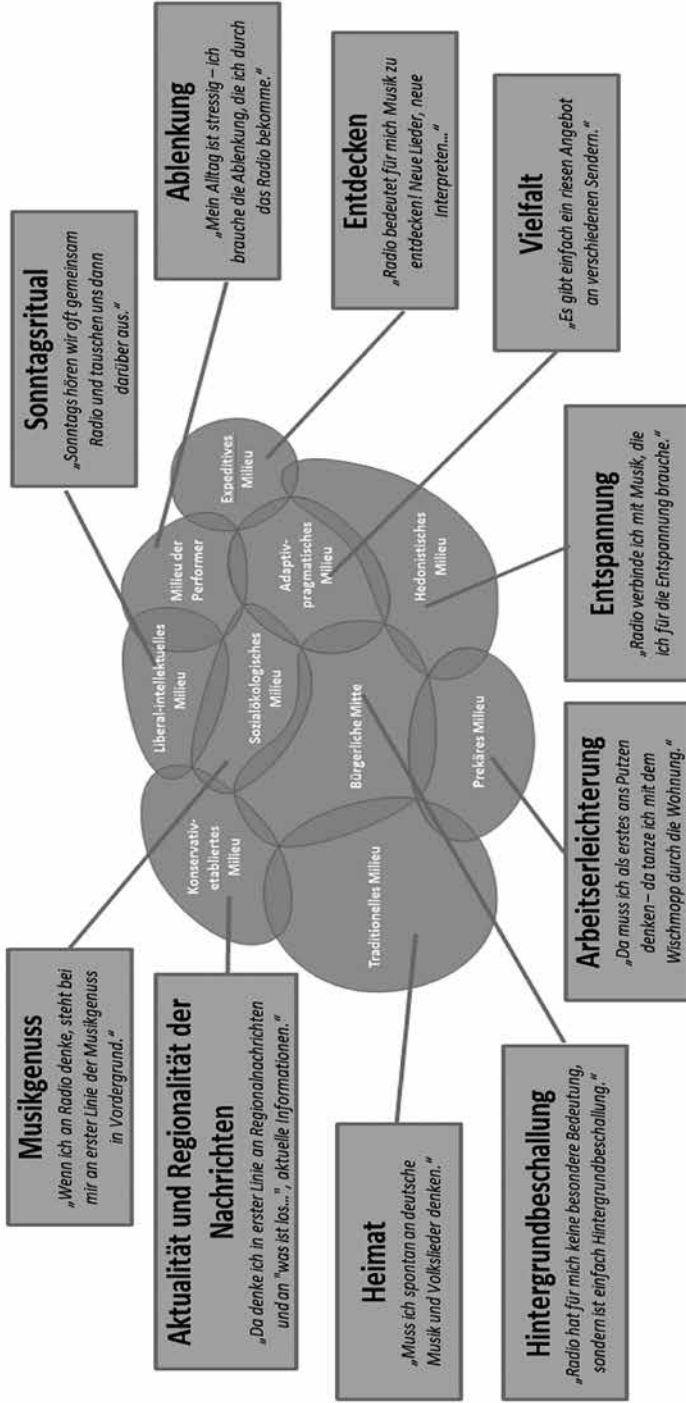 Musikgenuss
„Wenn ich an Radio denke, steht bei
mir an erster Linie der Musikgenuss
in Vordergrund.“
Sonntagsritual
„Sonntags hören wir oft gemeinsam
Radio und tauschen uns dann
darüber aus.“
Ablenkung
„Mein Alltag ist stressig – ich
brauche die Ablenkung, die ich durch
das Radio bekomme.“
Aktualität und Regionalität der
Nachrichten
„Da denke ich in erster Linie an Regionalnachrichten
und an "was ist los...", aktuelle Informationen.“
Entdecken
„Radio bedeutet für mich Musik zu
entdecken! Neue Lieder, neue
Interpreten...“
Heimat
„Muss ich spontan an deutsche
Musik und Volkslieder denken.“
Vielfalt
„Es gibt einfach ein riesen Angebot
an verschiedenen Sendern.“
Hintergrundbeschallung
„Radio hat für mich keine besondere Bedeutung,
sondern ist einfach Hintergrundbeschallung.“
Arbeitserleichterung
„Da muss ich als erstes ans Putzen
denken – da tanze ich mit dem
Wischmopp durch die Wohnung.“
Entspannung
„Radio verbinde ich mit Musik, die
ich für die Entspannung brauche.“
Konservativ-
etabliertes
Milieu
Liberal-intellektuelles
Milieu
Milieu der
Performer
Expeditives
Milieu
Sozialökologisches
Milieu
Adaptiv-
pragmatisches
Milieu
Traditionelles Milieu
Bürgerliche Mitte
Hedonistisches
Milieu
Prekäres Milieu